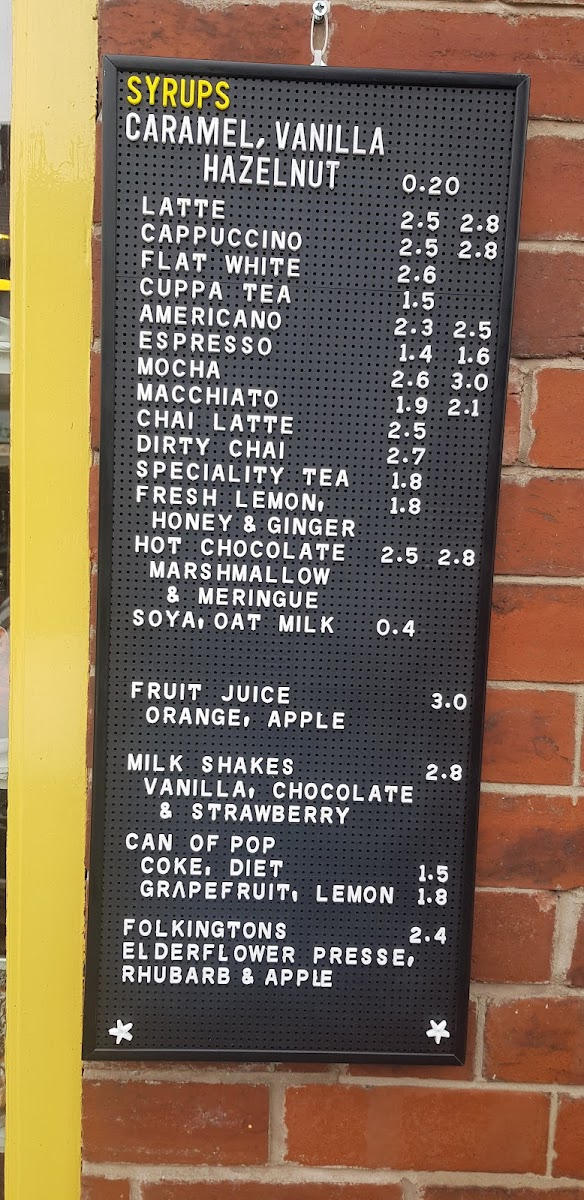 SYRUPS
CARAMEL, VANILLA
HAZELNUT 0.20
LATTE 2.5 2.8
CAPPUCCINO 2.5 2.8
FLAT WHITE 2.6
CUPPA TEA 1.5
AMERICANO 2.3 2.5
ESPRESSO 1.4 1.6
MOCHA 2.6 3.0
MACCHIATO 1.9 2.1
CHAI LATTE 2.5
DIRTY CHAI 2.7
SPECIALITY TEA 1.8
FRESH LEMON, 1.8
HONEY & GINGER
HOT CHOCOLATE 2.5 2.8
MARSHMALLOW
& MERINGUE
SOYA, OAT MILK 0.4
FRUIT JUICE 3.0
ORANGE, APPLE
MILK SHAKES 2.8
VANILLA, CHOCOLATE
& STRAWBERRY
CAN OF POP
COKE, DIET 1.5
GRAPEFRUIT, LEMON 1.8
FOLKINGTONS 2.4
ELDERFLOWER PRESSE,
RHUBARB & APPLE